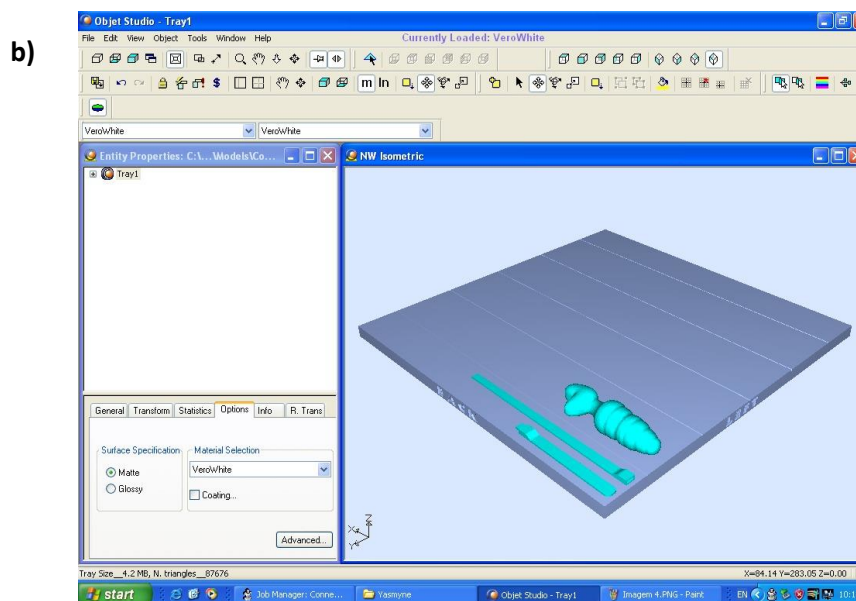 b)
Objet Studio - Tray1
File Edit View Object Tools Window Help
Currently Loaded: VeroWhite
m In
VeroWhite VeroWhite
Entity Properties: C:\...\Models\Co...
NW Isometric
Tray1
BACK
LEFT
General Transform Statistics Options Info R. Trans
Surface Specification Material Selection
Matte VeroWhite
Glossy Coating...
Advanced...
Z
X
Y
Tray Size__4.2 MB, N. triangles__87676 X=84.14 Y=283.05 Z=0.00
start Job Manager: Conne... Yasmyne Objet Studio - Tray1 Imagem 4.PNG - Paint EN